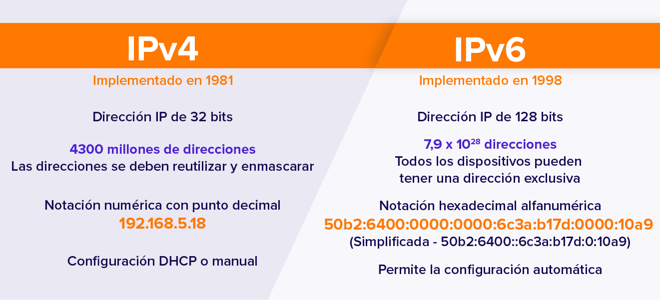 IPv4
Implementado en 1981
Dirección IP de 32 bits
4300 millones de direcciones
Las direcciones se deben reutilizar y enmascarar
Notación numérica con punto decimal
192.168.5.18
Configuración DHCP o manual
IPv6
Implementado en 1998
Dirección IP de 128 bits
7,9 x 10²⁸ direcciones
Todos los dispositivos pueden
tener una dirección exclusiva
Notación hexadecimal alfanumérica
50b2:6400:0000:0000:6c3a:b17d:0000:10a9
(Simplificada - 50b2:6400::6c3a:b17d:0:10a9)
Permite la configuración automática